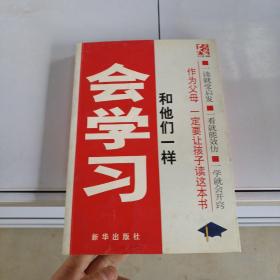 和他们一样
会学习
作为父母 一定要让孩子读这本书
一读就受启发
一看就能效仿
一学就会开窍
新华出版社
1